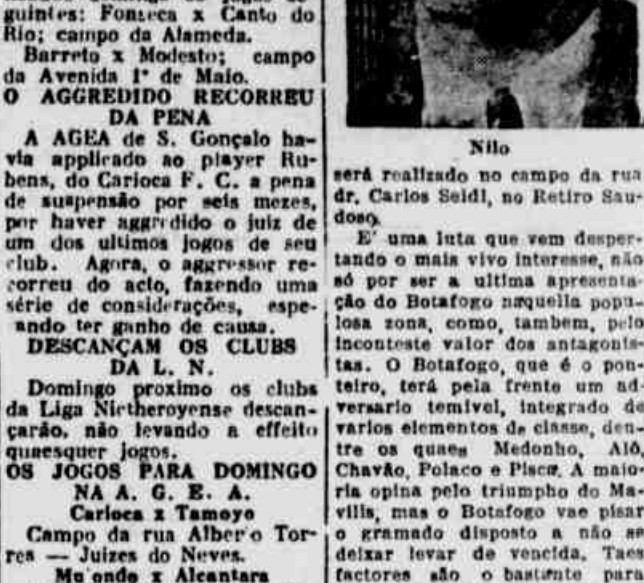 guintes: Fonseca x Canto do
Rio; campo da Alameda.
Barreto x Modesto; campo
da Avenida 1° de Maio.
O AGGREDIDO RECORREU
DA PENA
A AGEA de S. Gonçalo ha-
via applicado ao player Ru-
bens, do Carioca F. C. a pena
de suspensão por seis mezes,
por haver aggredido o juiz de
um dos ultimos jogos de seu
club. Agora, o aggressor re-
correu do acto, fazendo uma
série de considerações, espe-
ando ter ganho de causa.
DESCANÇAM OS CLUBS
DA L. N.
Domingo proximo os clubs
da Liga Nictheroyense descan-
çarão, não levando a effeito
quaesquer jogos.
OS JOGOS PARA DOMINGO
NA A. G. E. A.
Carioca x Tamoyo
Campo da rua Alberto Tor-
res — Juizes do Neves.
Mu'ondo x Alcantara
Nilo
será realizado no campo da rua
dr. Carlos Seidl, no Retiro Sau-
doso.
E' uma luta que vem desper-
tando o mais vivo interesse, não
só por ser a ultima apresenta-
ção do Botafogo naquella popu-
losa zona, como, tambem, pelo
inconteste valor dos antagonis-
tas. O Botafogo, que é o pon-
teiro, terá pela frente um ad
versario temivel, integrado de
varios elementos de classe, den-
tre os quaes Medonho, Aló,
Chavão, Polaco e Pisca. A maio-
ria opina pelo triumpho do Ma-
vilis, mas o Botafogo vae pisar
o gramado disposto a não se
deixar levar de vencida. Taes
factores são o bastante para